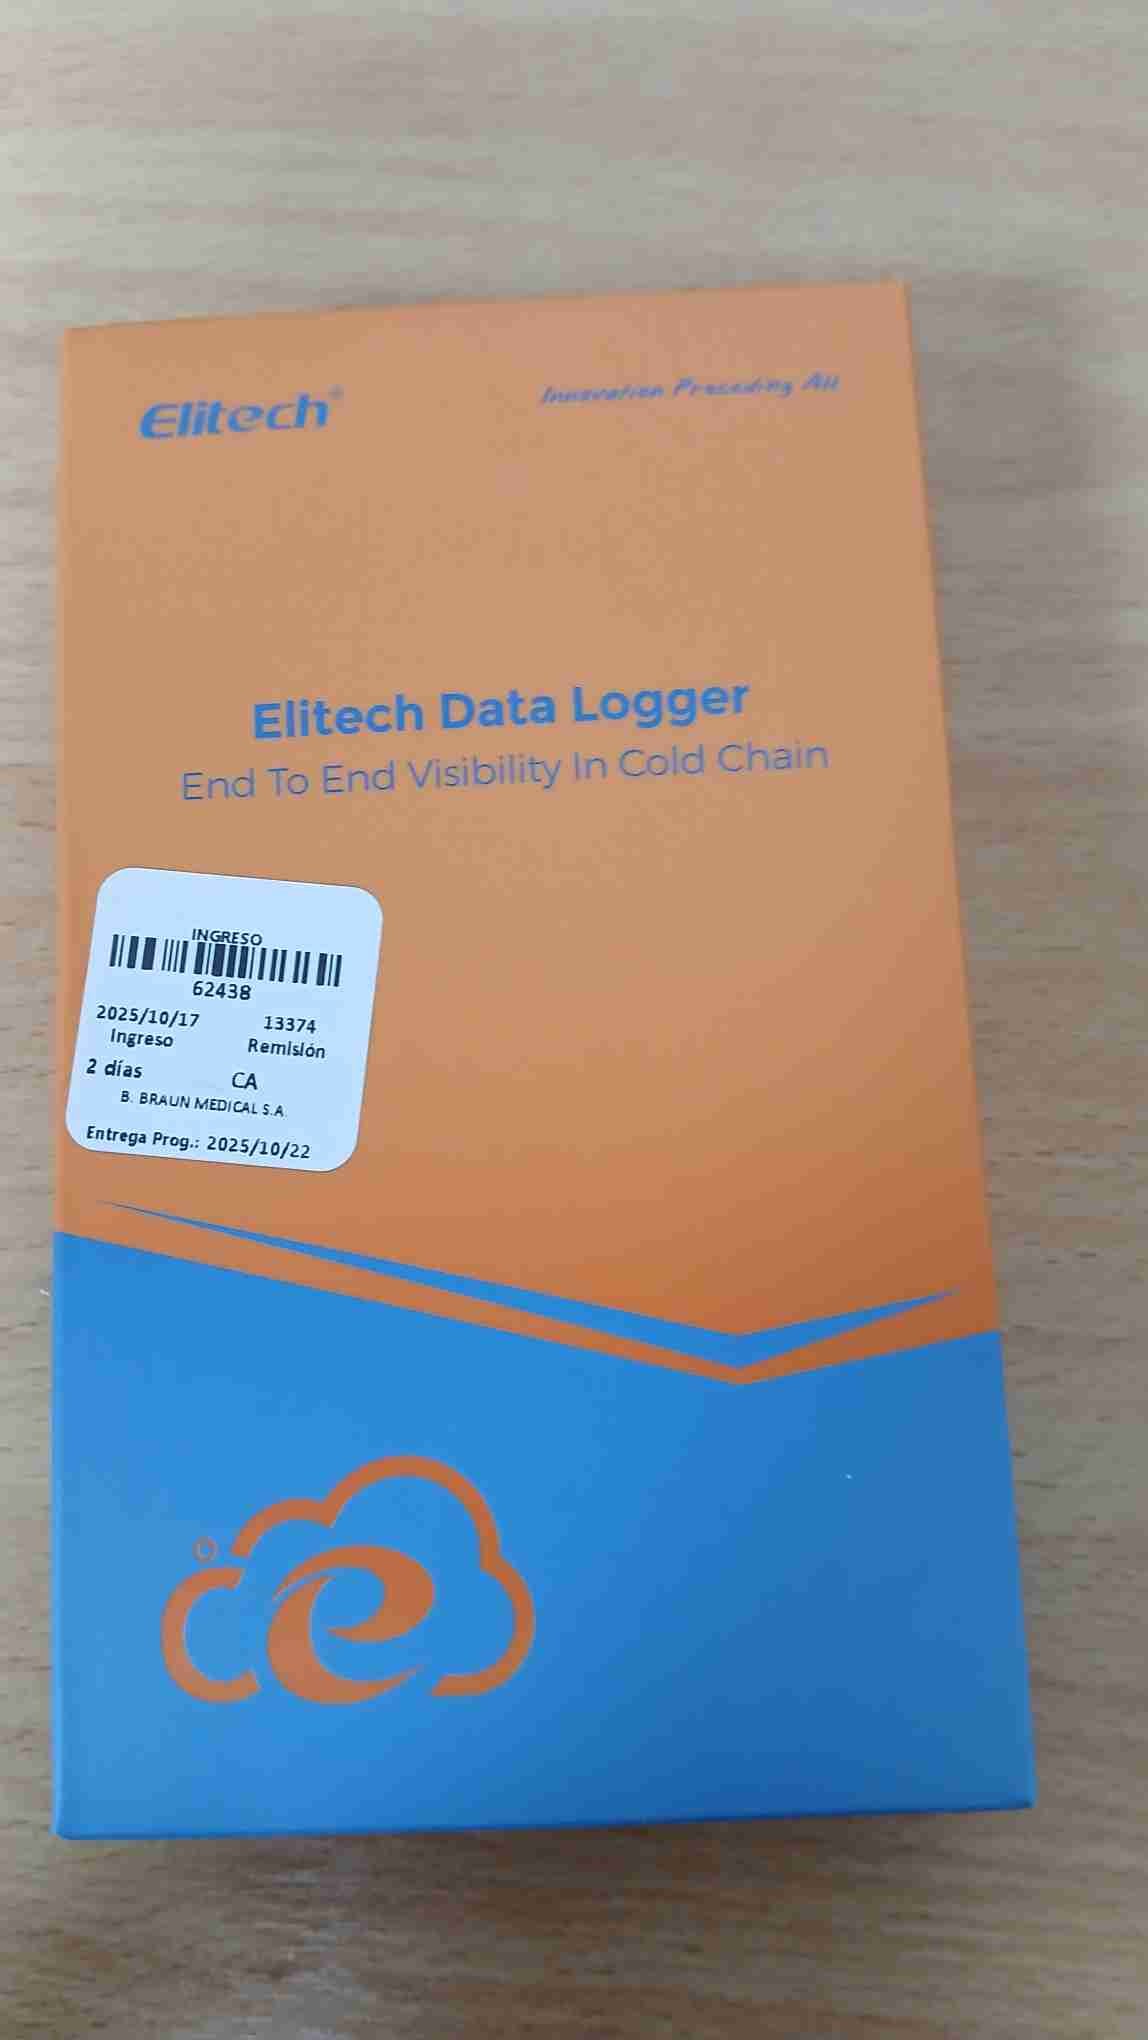 Elitech®
Innovation Preceding All
Elitech Data Logger
End To End Visibility In Cold Chain
INGRESO
62438
2025/10/17 13374
Ingreso Remisión
2 días CA
B. BRAUN MEDICAL S.A.
Entrega Prog.: 2025/10/22